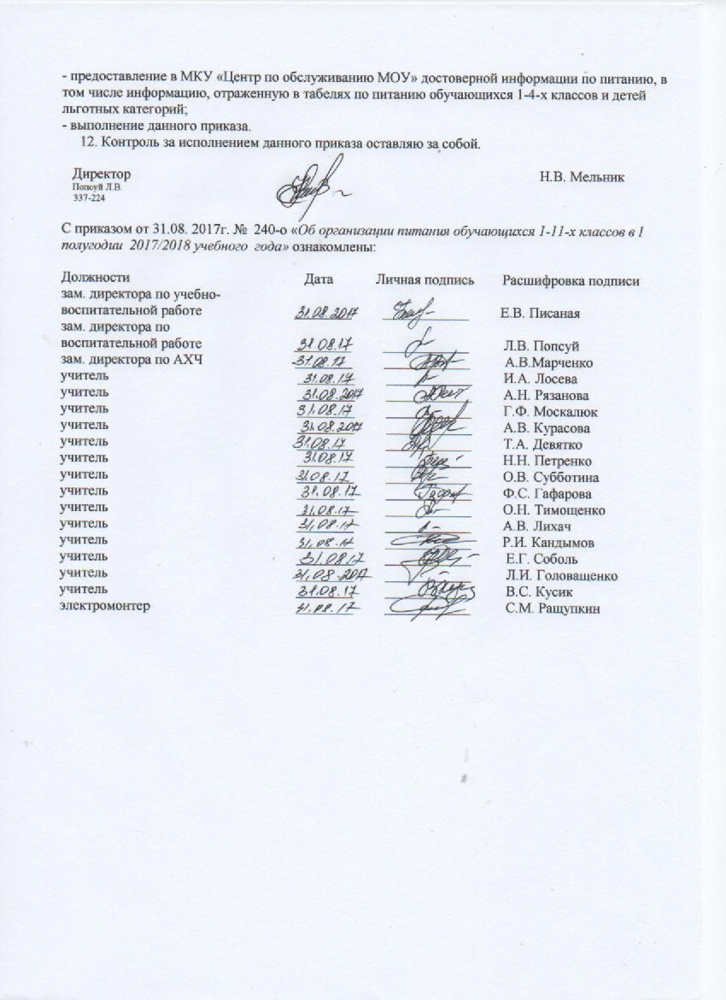 - предоставление в МКУ «Центр по обслуживанию МОУ» достоверной информации по питанию, в
том числе информацию, отраженную в табелях по питанию обучающихся 1-4-х классов и детей
льготных категорий;
- выполнение данного приказа.
12. Контроль за исполнением данного приказа оставляю за собой.
Директор Н.В. Мельник
Попсуй Л.В.
337-224
С приказом от 31.08. 2017г. № 240-о «Об организации питания обучающихся 1-11-х классов в I
полугодии 2017/2018 учебного года» ознакомлены:
Должности Дата Личная подпись Расшифровка подписи
зам. директора по учебно-
воспитательной работе 31.08.2017 Е.В. Писаная
зам. директора по
воспитательной работе 31.08.17 Л.В. Попсуй
зам. директора по АХЧ 31.08.17 А.В.Марченко
учитель 31.08.17 И.А. Лосева
учитель 31.08.2017 А.Н. Рязанова
учитель 31.08.17 Г.Ф. Москалюк
учитель 31.08.2017 А.В. Курасова
учитель 31.08.17 Т.А. Девятко
учитель 31.08.17 Н.Н. Петренко
учитель 31.08.17 О.В. Субботина
учитель 31.08.17 Ф.С. Гафарова
учитель 31.08.17 О.Н. Тимощенко
учитель 31.08.17 А.В. Лихач
учитель 31.08.17 Р.И. Кандымов
учитель 31.08.17 Е.Г. Соболь
учитель 31.08.2017 Л.И. Головащенко
учитель 31.08.17 В.С. Кусик
электромонтер 31.08.17 С.М. Ращупкин